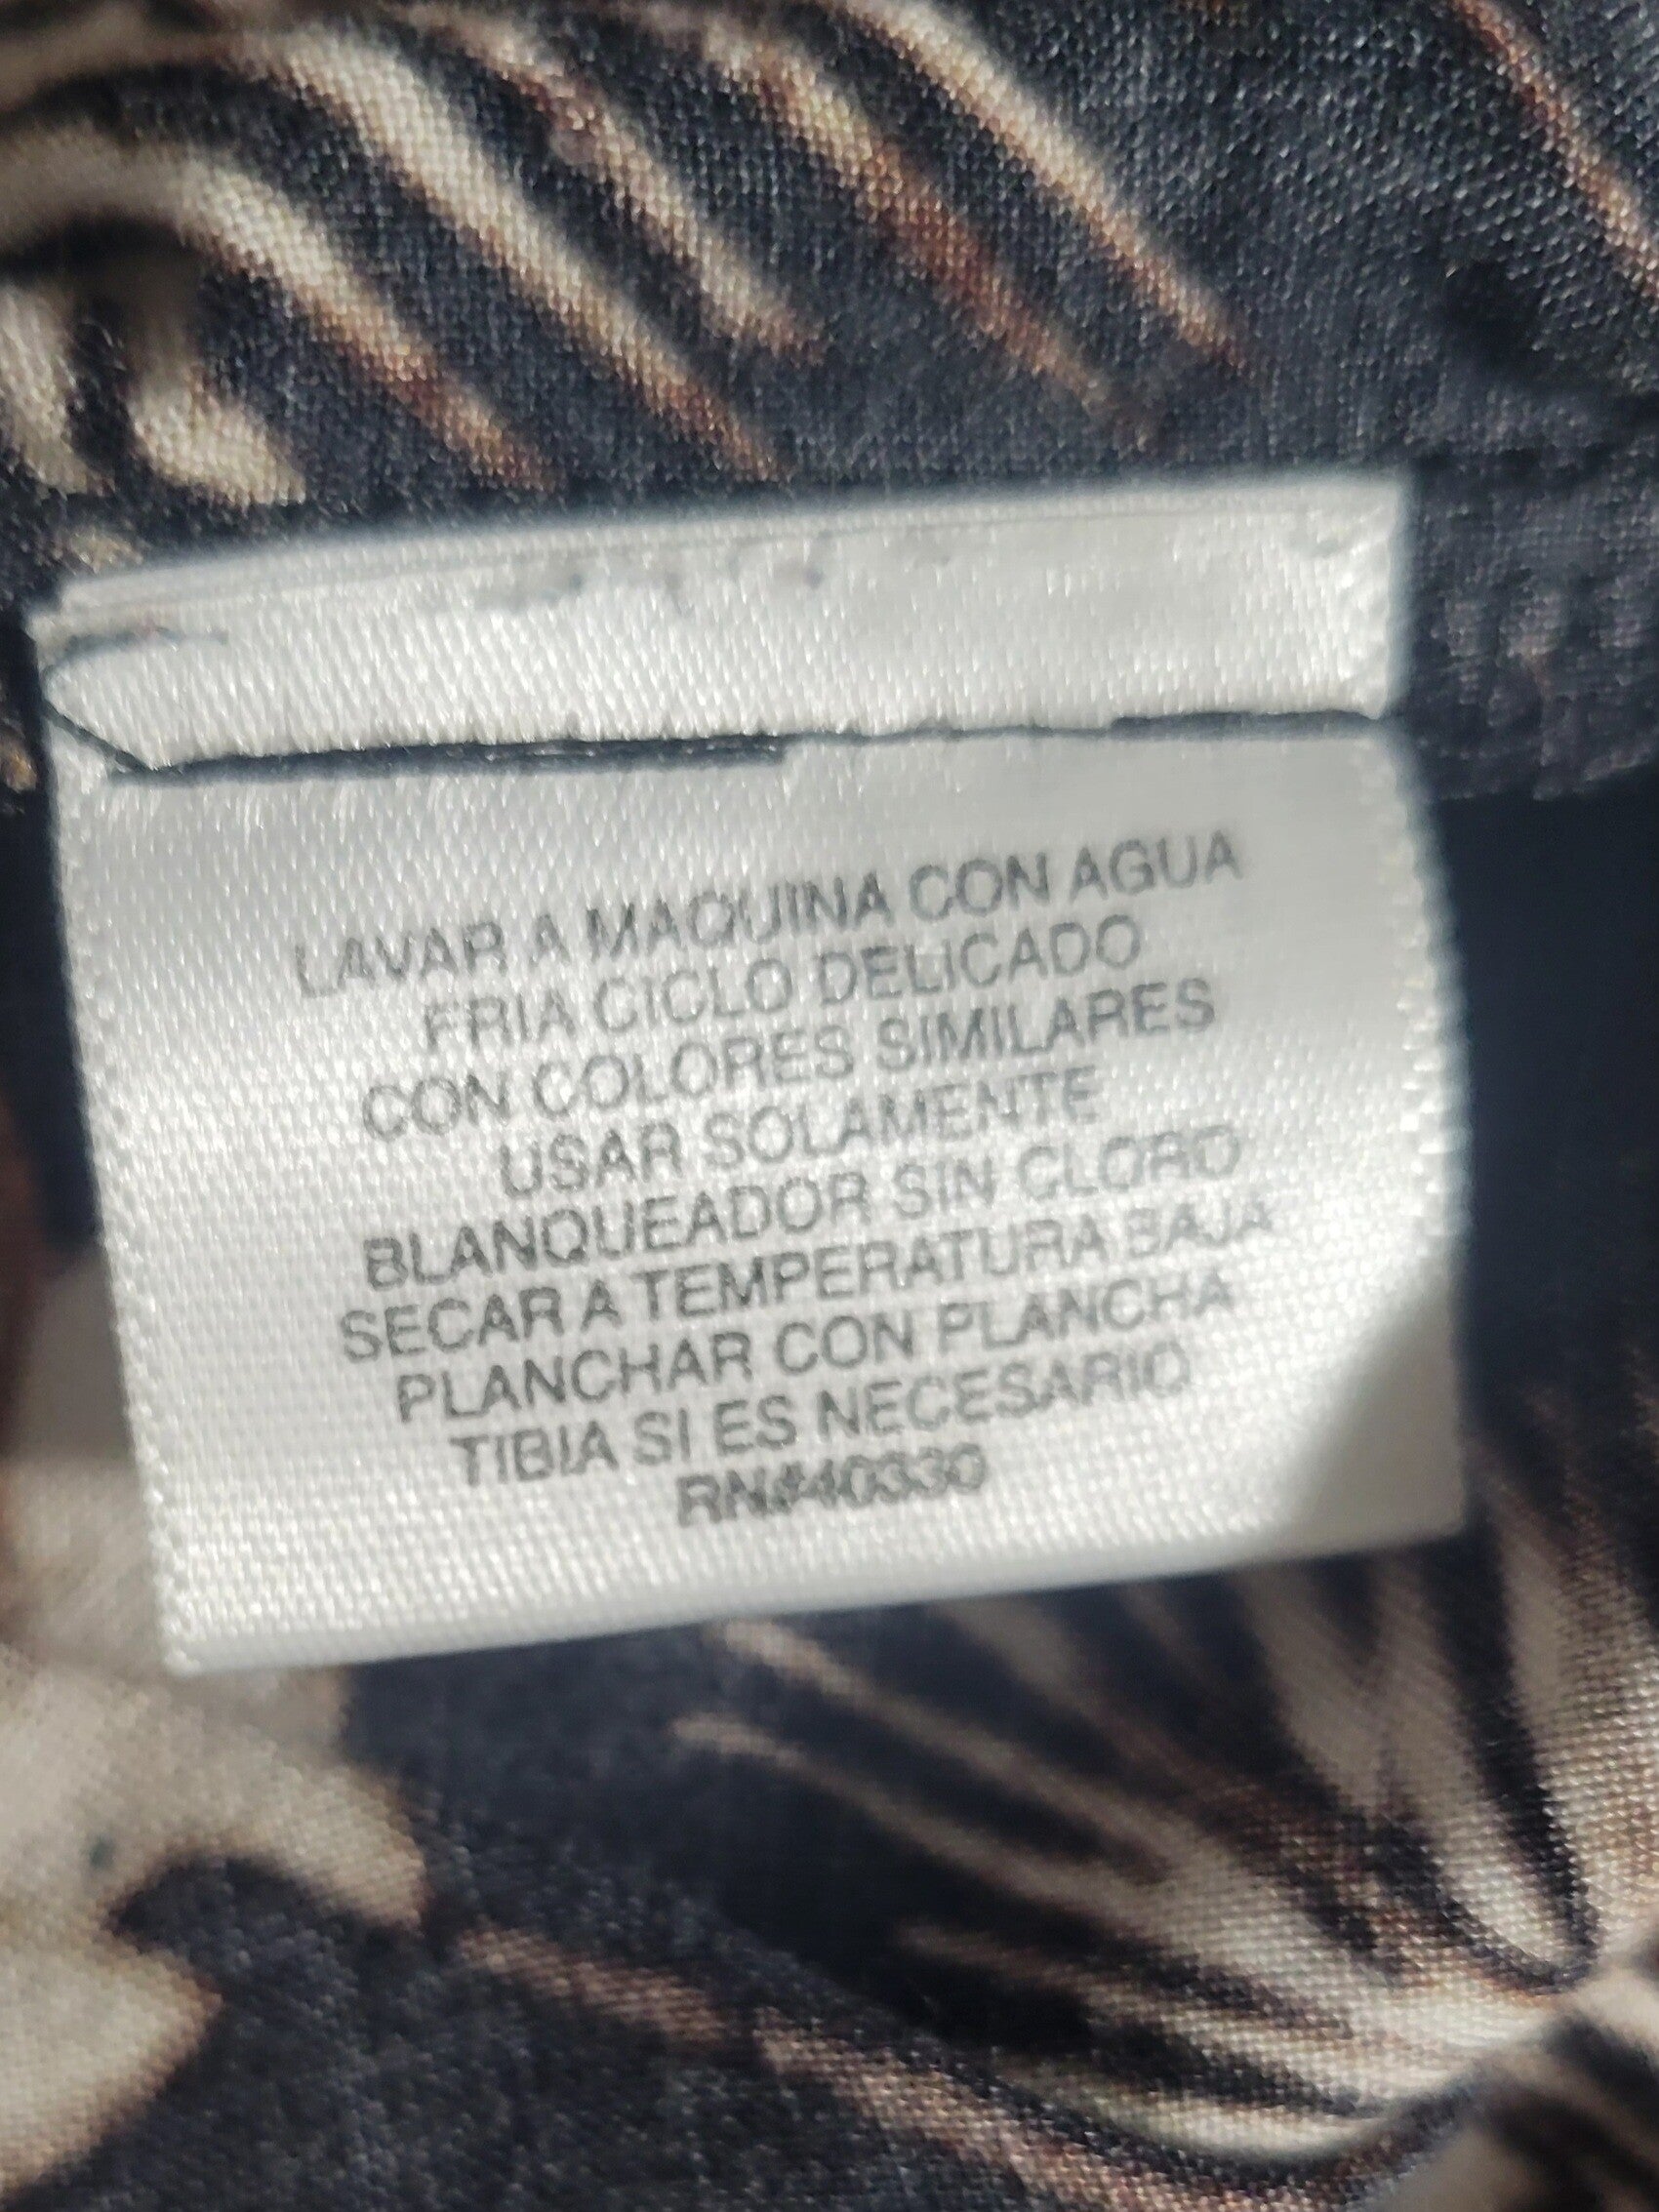 LAVAR A MAQUINA CON AGUA
FRIA CICLO DELICADO
CON COLORES SIMILARES
USAR SOLAMENTE
BLANQUEADOR SIN CLORO
SECAR A TEMPERATURA BAJA
PLANCHAR CON PLANCHA
TIBIA SI ES NECESARIO
RN#40330